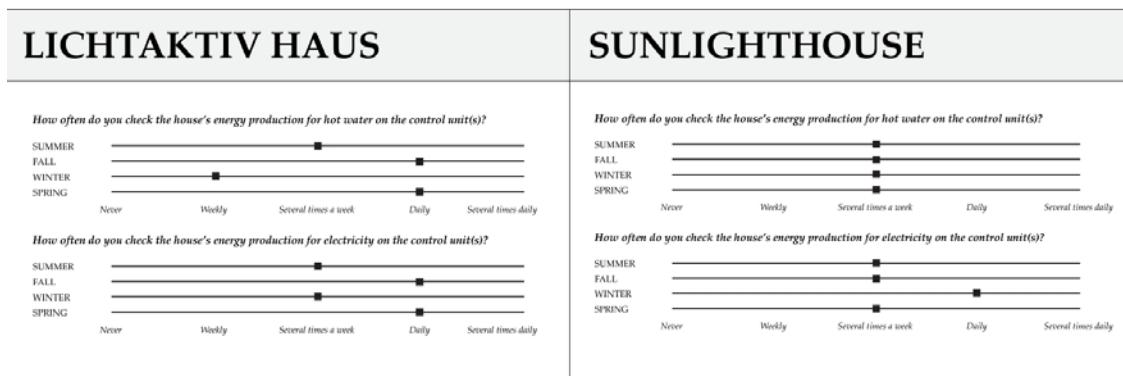 LICHTAKTIV HAUS
How often do you check the house's energy production for hot water on the control unit(s)?
SUMMER
FALL
WINTER
SPRING
Never Weekly Several times a week Daily Several times daily
How often do you check the house's energy production for electricity on the control unit(s)?
SUMMER
FALL
WINTER
SPRING
Never Weekly Several times a week Daily Several times daily
SUNLIGHTHOUSE
How often do you check the house's energy production for hot water on the control unit(s)?
SUMMER
FALL
WINTER
SPRING
Never Weekly Several times a week Daily Several times daily
How often do you check the house's energy production for electricity on the control unit(s)?
SUMMER
FALL
WINTER
SPRING
Never Weekly Several times a week Daily Several times daily